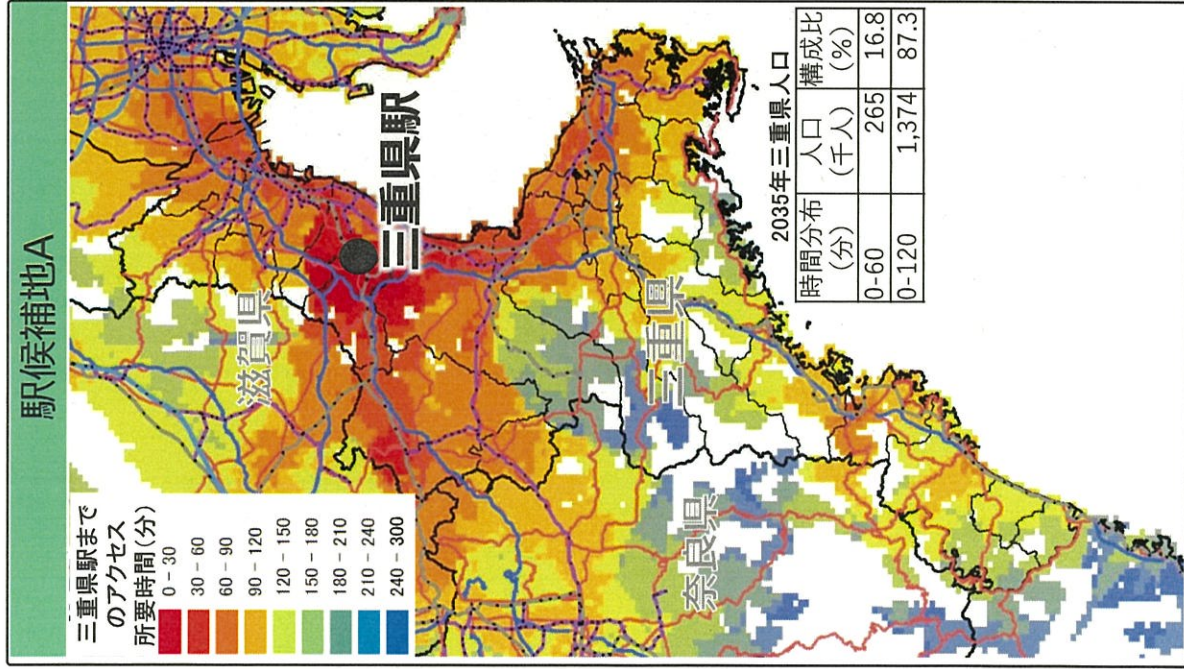 駅候補地A
三重県駅まで
のアクセス
所要時間(分)
0-30
30-60
60-90
90-120
120-150
150-180
180-210
210-240
240-300
滋賀県
三重県駅
三重県
奈良県
2035年三重県人口
時間分布(分) 人口(千人) 構成比(%)
0-60 265 16.8
0-120 1,374 87.3